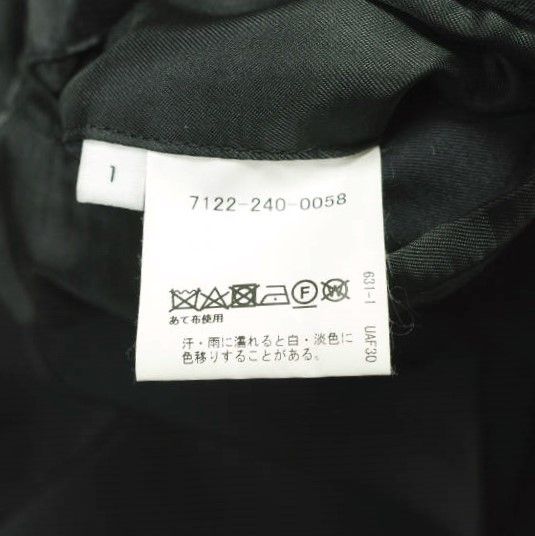 1
7122-240-0058
F W
あて布使用
汗・雨に濡れると白・淡色に
色移りすることがある。
631-1 UAF30